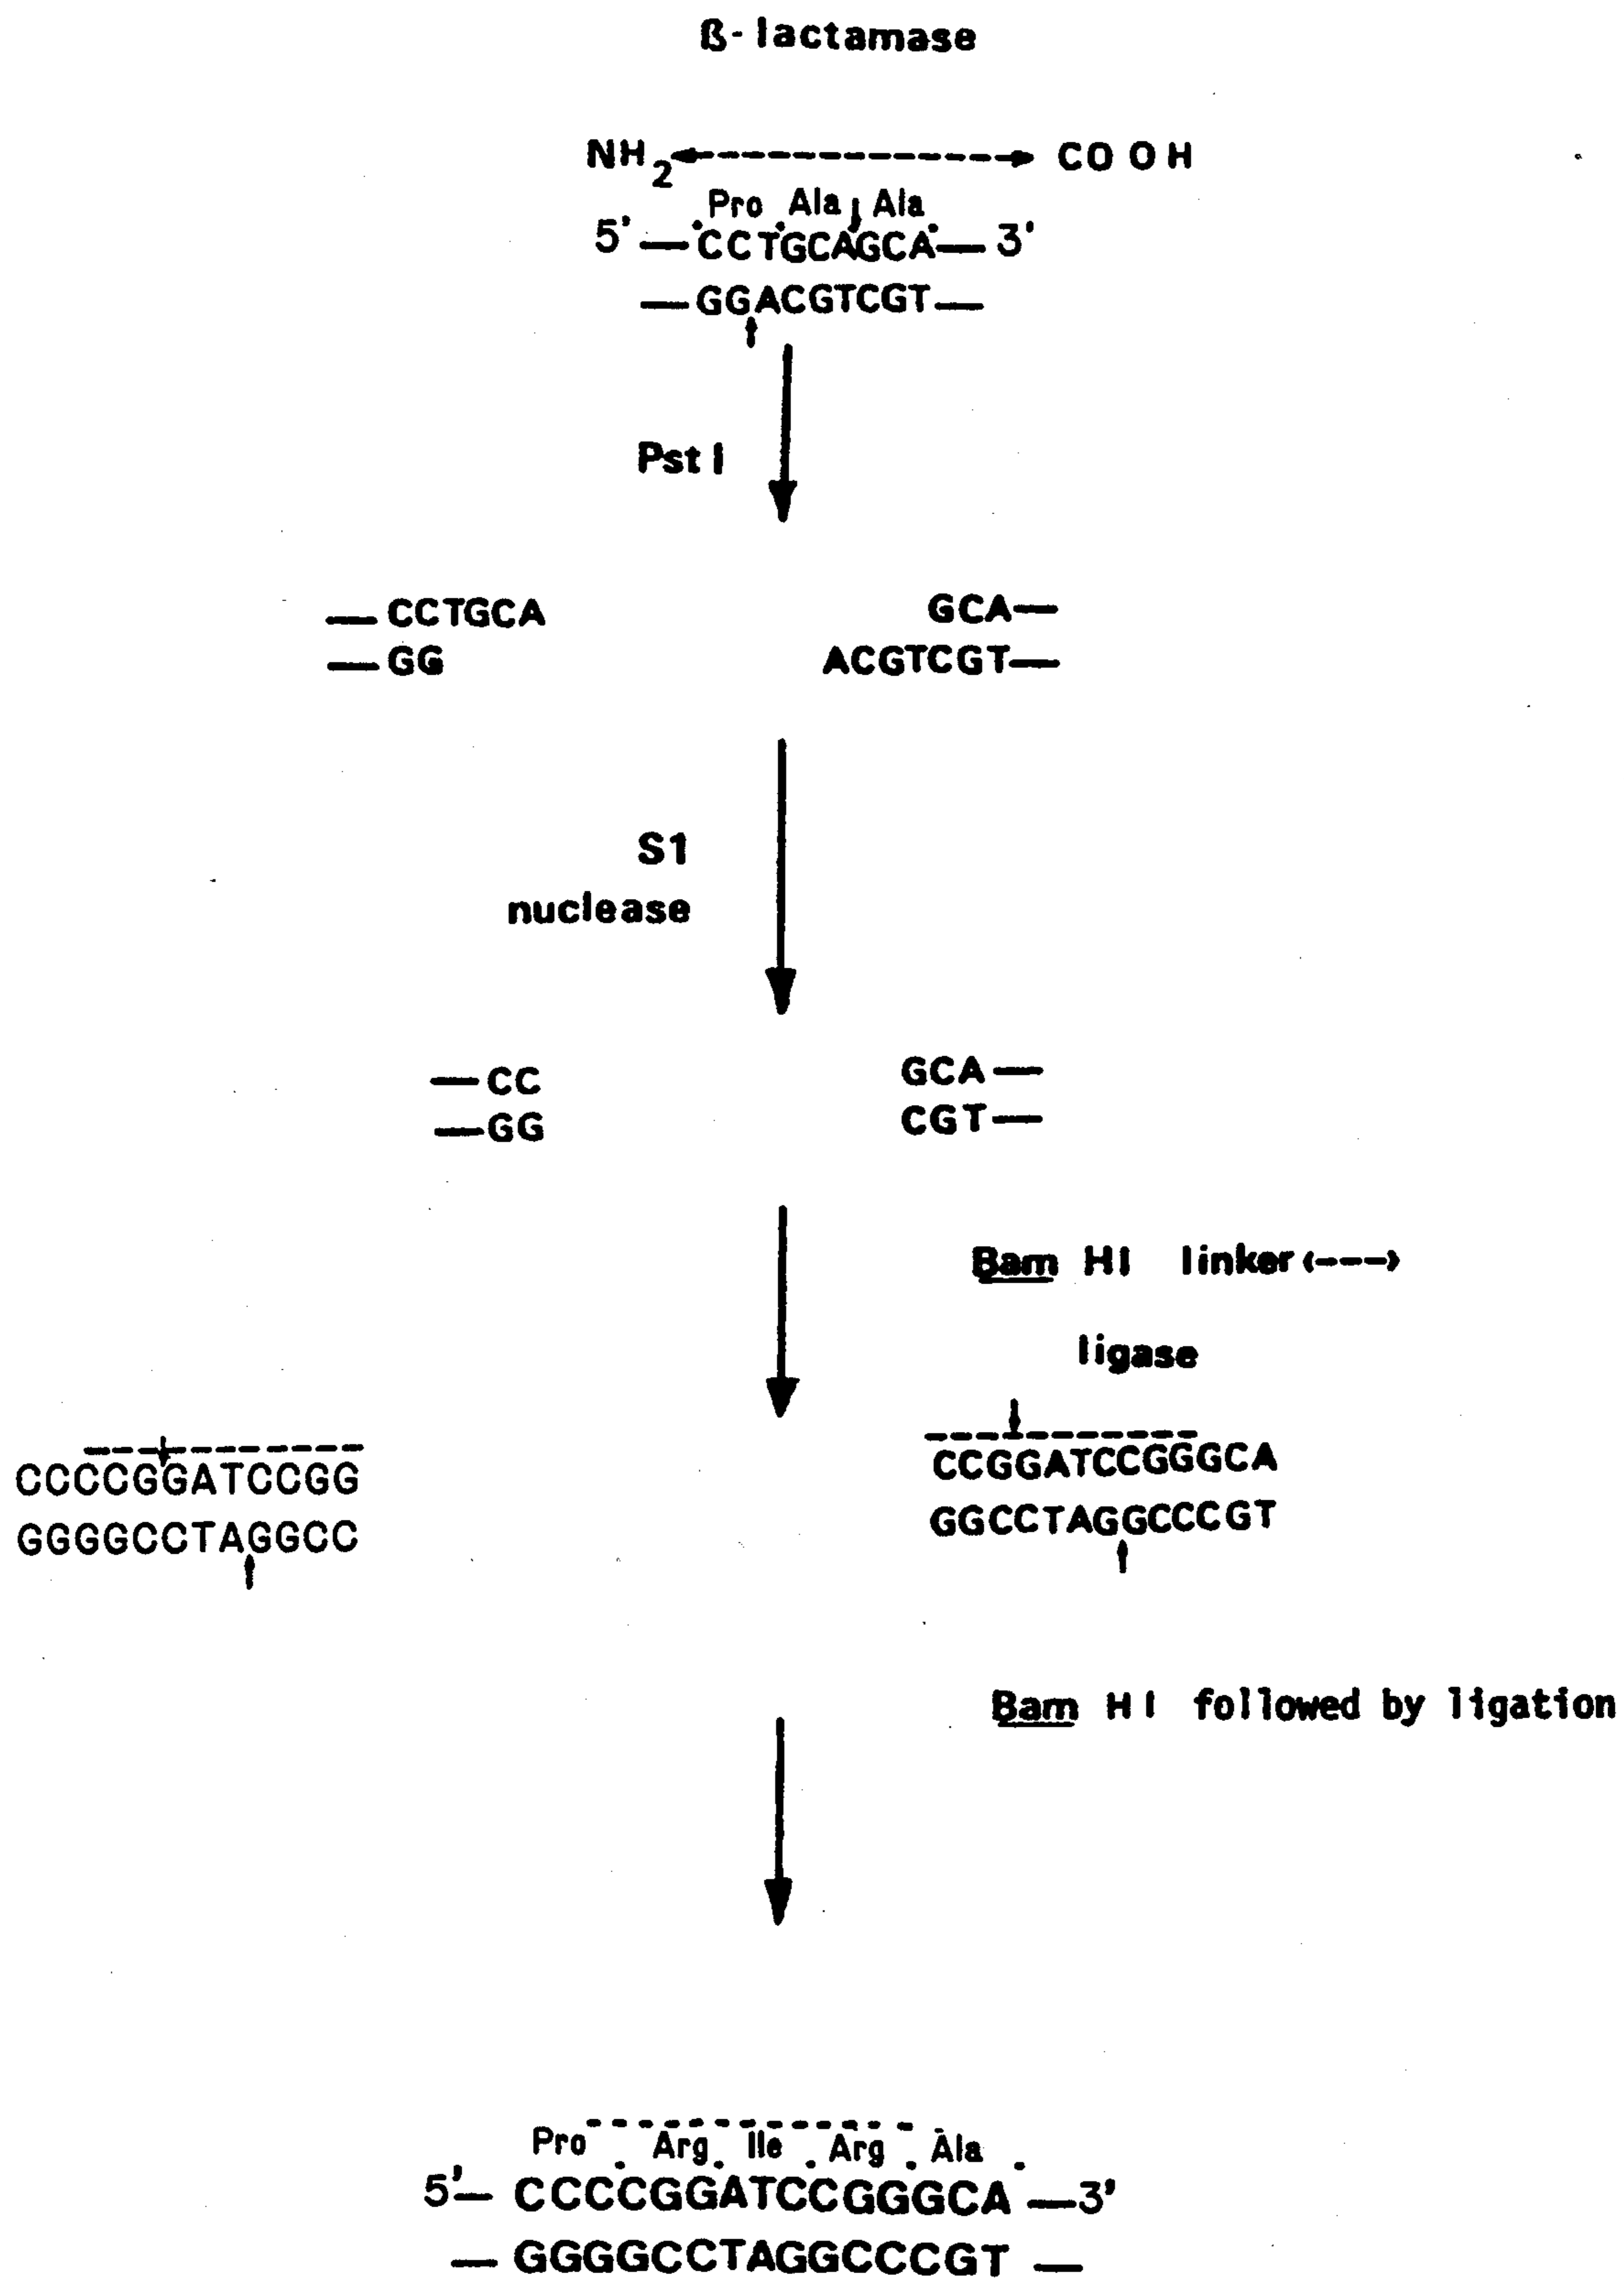 ß-lactamase
NH2 COOH
Pro Ala Ala
5' —CCTGCAGCA— 3'
—GGACGTCGT—
Pst I
—CCTGCA GCA—
—GG ACGTCGT—
S1
nuclease
—CC GCA—
—GG CGT—
Bam HI linker <--->
ligase
CCCCGGATCCGG CCGGATCCGGGCA
GGGGCCTAGGCC GGCCTAGGCCCGT
Bam HI followed by ligation
Pro Arg Ile Arg Ala
5'— CCCCGGATCCGGGCA —3'
— GGGGCCTAGGCCCGT —